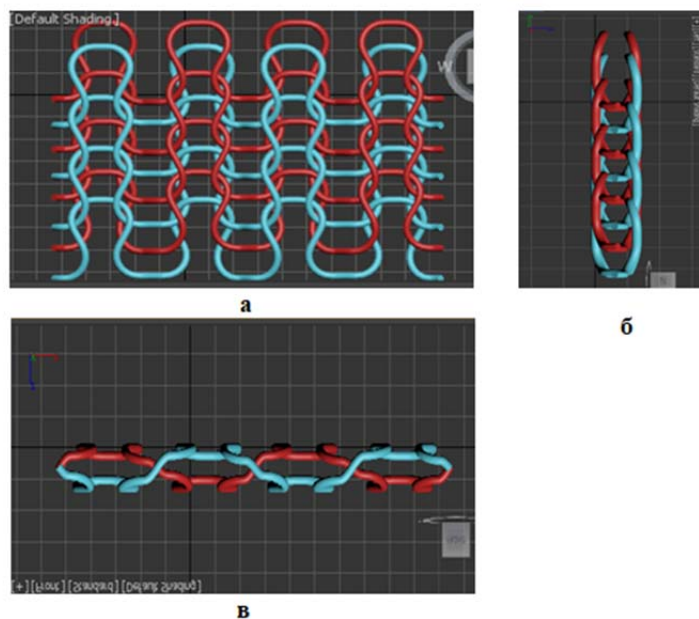 [Default Shading]
W
а
б
[+] [Front] [Standard] [Default Shading]
в